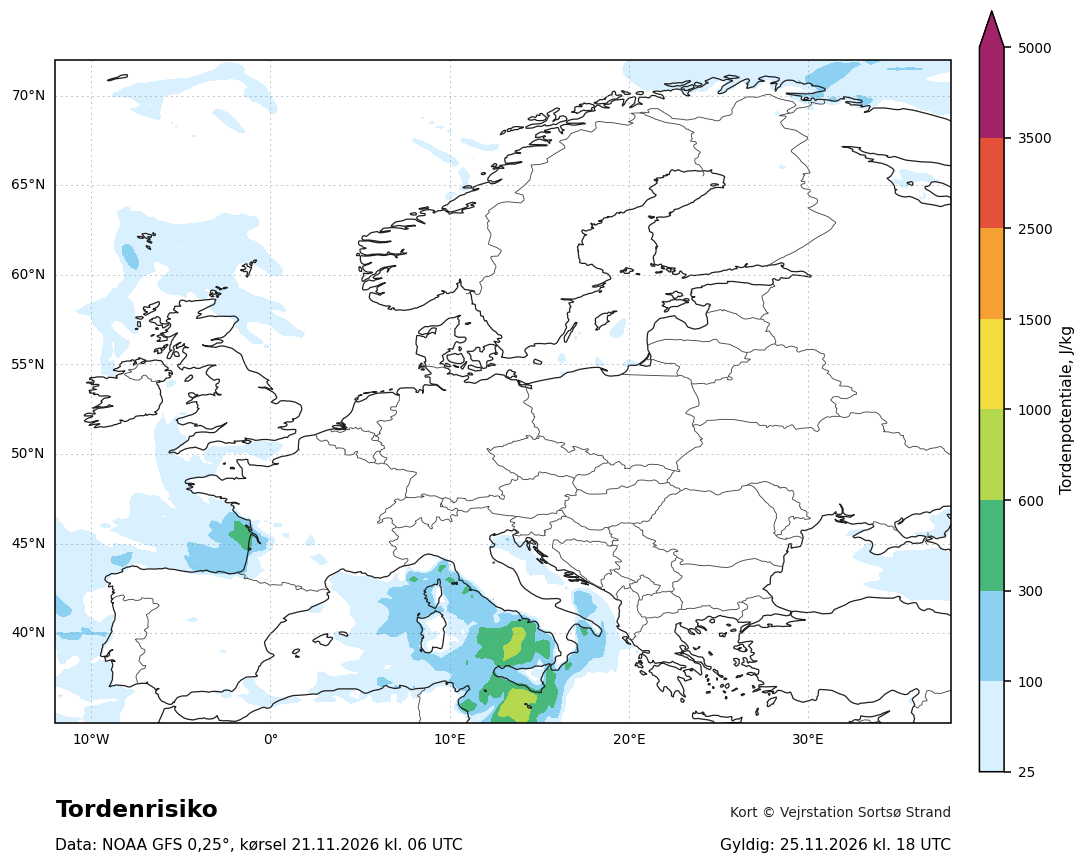 5000
3500
2500
1500
1000
600
300
100
25
Tordenpotentiale, J/kg
70°N
65°N
60°N
55°N
50°N
45°N
40°N
10°W
0°
10°E
20°E
30°E
Tordenrisiko
Kort © Vejrstation Sortsø Strand
Data: NOAA GFS 0,25°, kørsel 21.11.2026 kl. 06 UTC
Gyldig: 25.11.2026 kl. 18 UTC